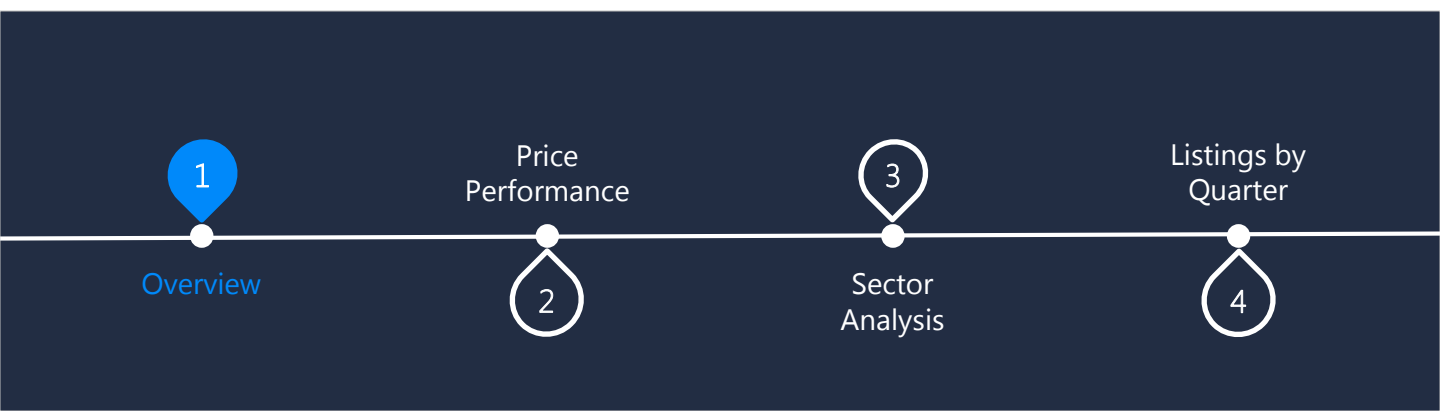 1
Overview
Price
Performance
2
3
Sector
Analysis
Listings by
Quarter
4